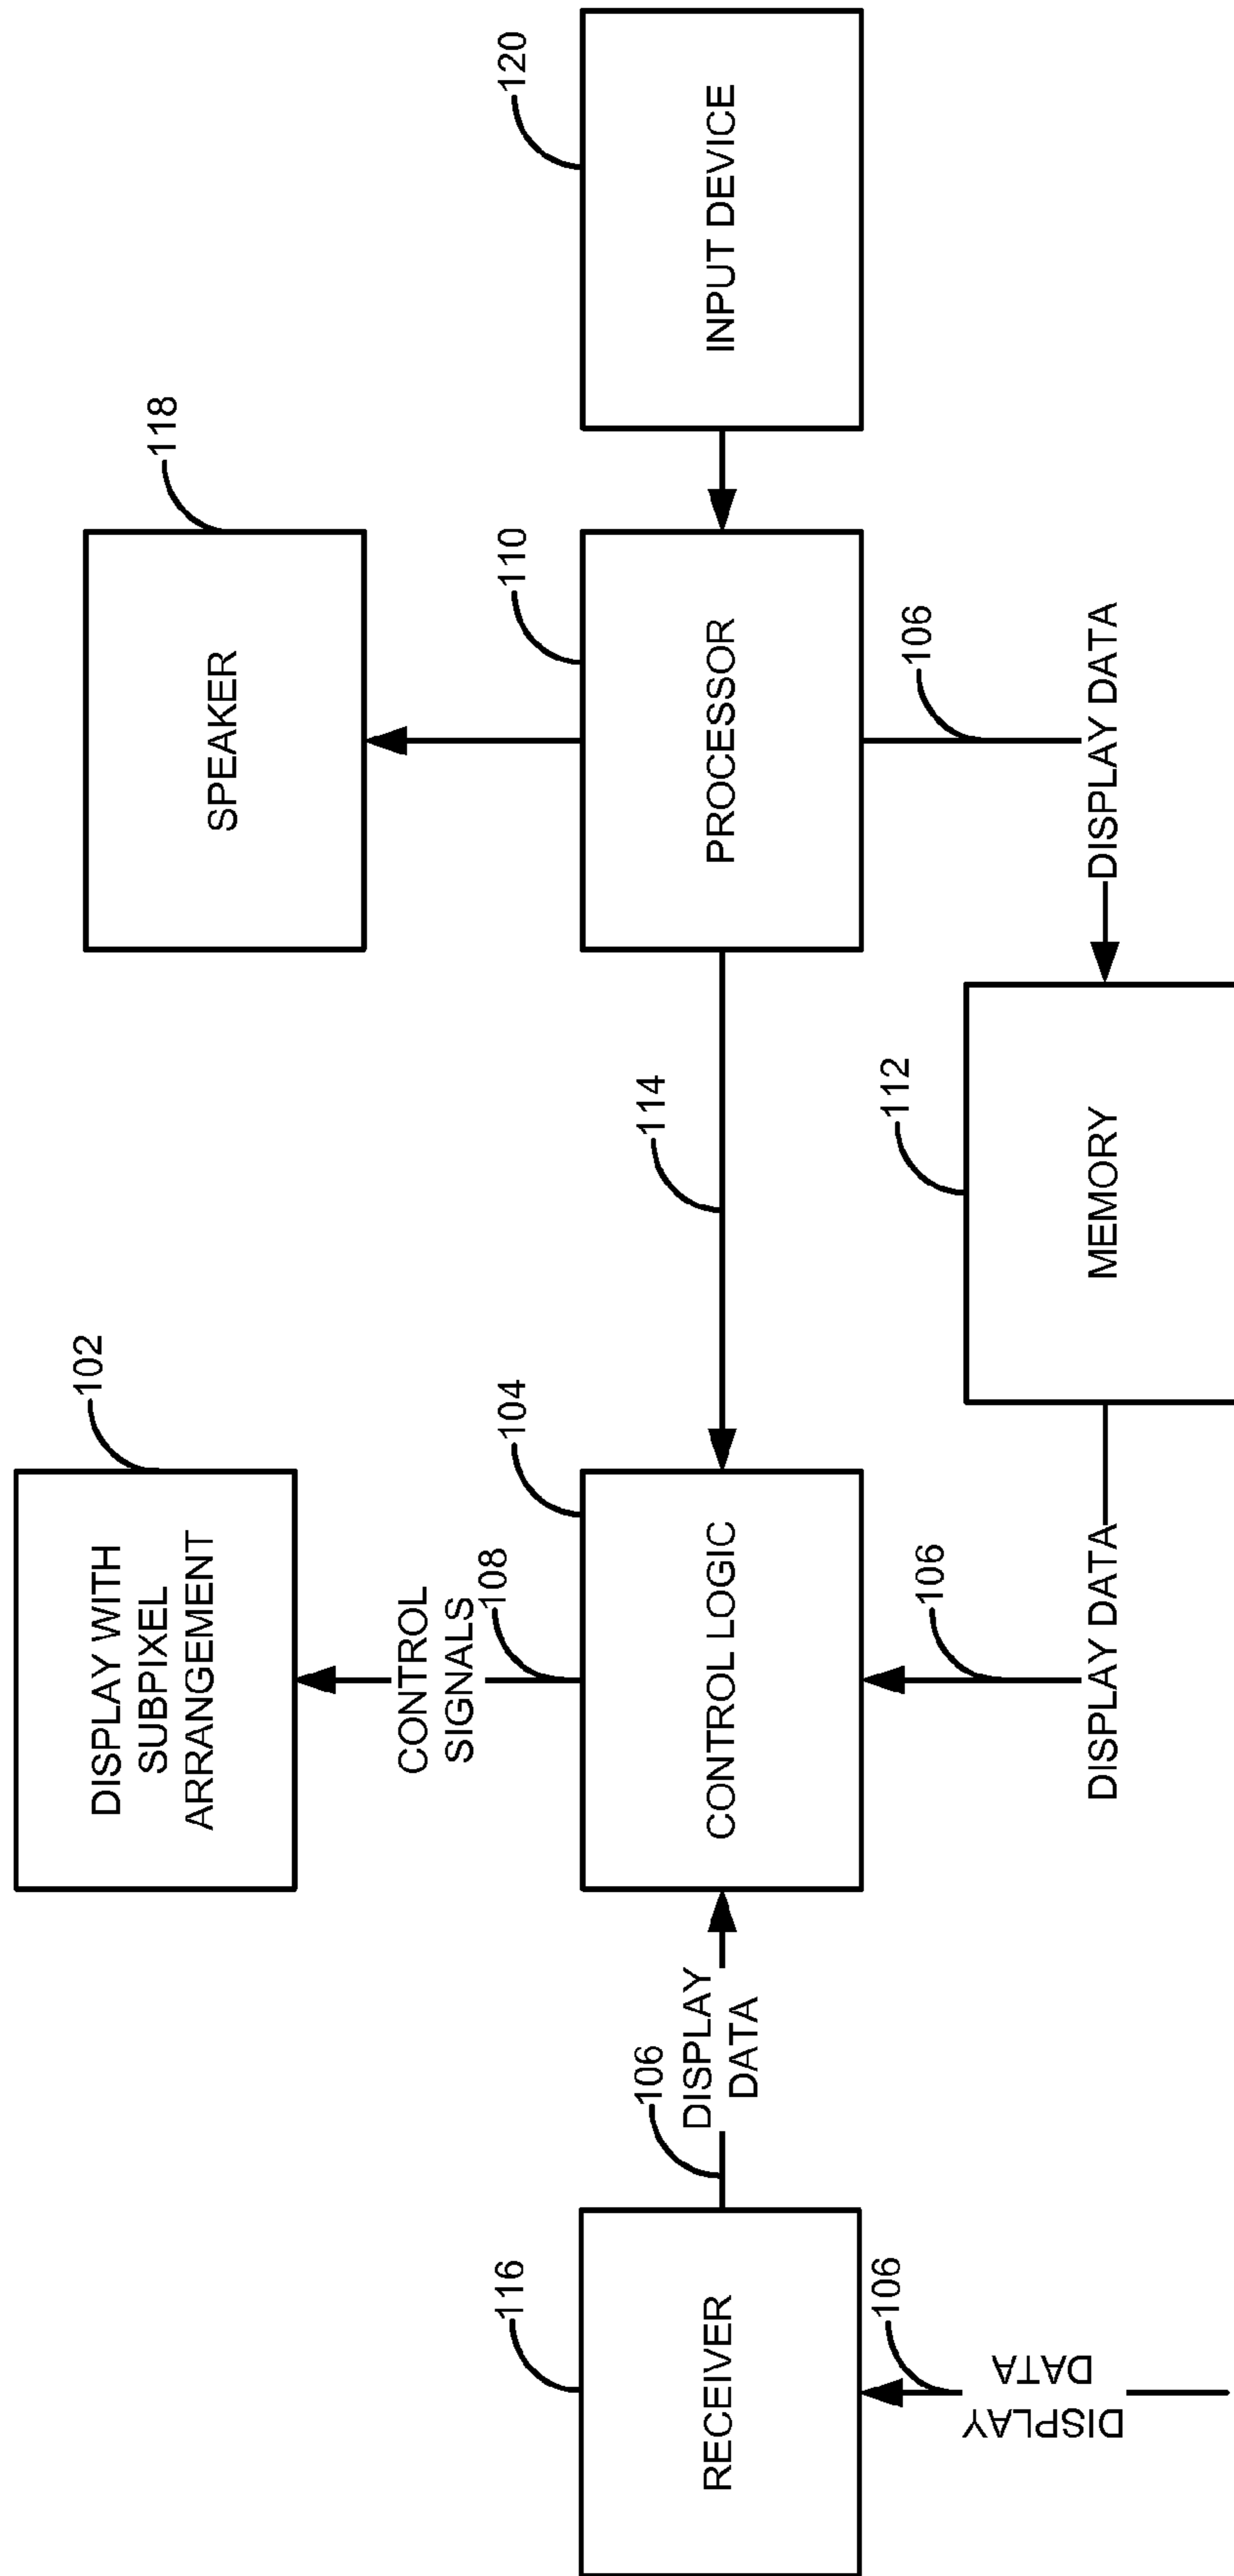 DISPLAY WITH
SUBPIXEL
ARRANGEMENT
102
SPEAKER
118
CONTROL
SIGNALS
108
RECEIVER
116
106
DISPLAY
DATA
CONTROL LOGIC
104
114
PROCESSOR
110
INPUT DEVICE
120
106
DISPLAY
DATA
106
DISPLAY DATA
MEMORY
112
106
DISPLAY DATA